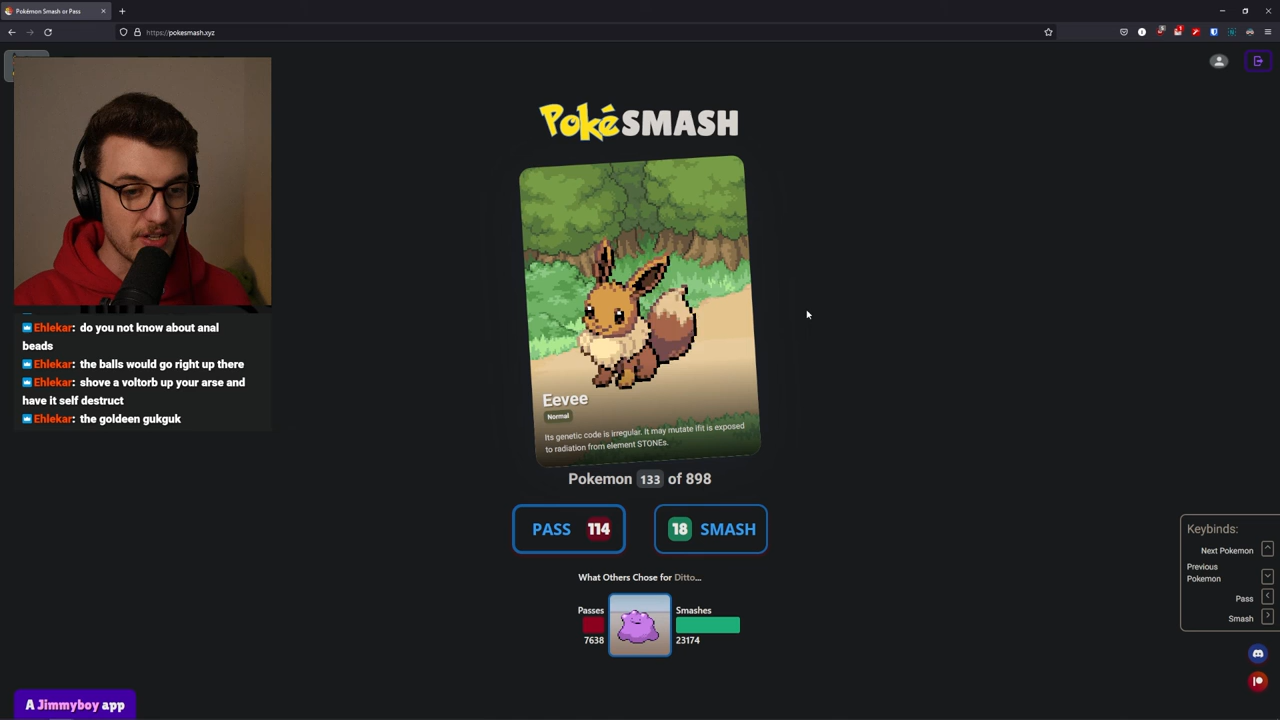 Pokémon Smash or Pass
https://pokesmash.xyz
Poké SMASH
Ehlekar: do you not know about anal
beads
Ehlekar: the balls would go right up there
Ehlekar: shove a voltorb up your arse and
have it self destruct
Ehlekar: the goldeen gukguk
Eevee
Normal
Its genetic code is irregular. It may mutate ifit is exposed
to radiation from element STONEs.
Pokemon 133 of 898
PASS 114
18 SMASH
What Others Chose for Ditto...
Passes
7638
Smashes
23174
Keybinds:
Next Pokemon
Previous
Pokemon
Pass
Smash
A Jimmyboy app